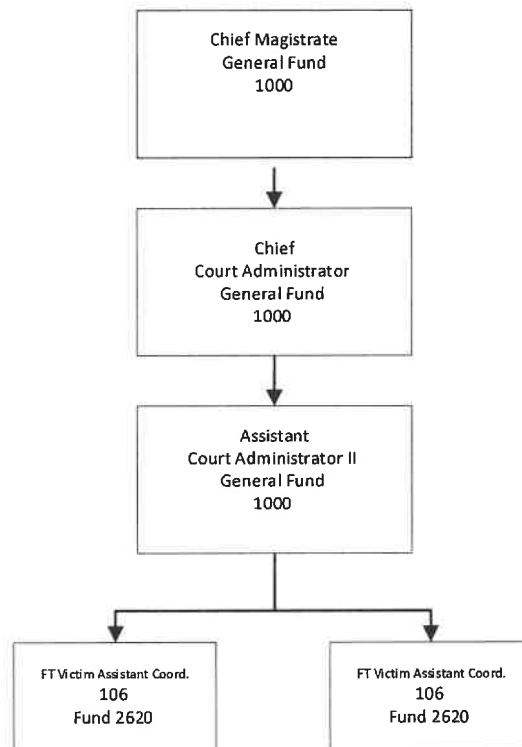 Chief Magistrate
General Fund
1000
Chief
Court Administrator
General Fund
1000
Assistant
Court Administrator II
General Fund
1000
FT Victim Assistant Coord.
106
Fund 2620
FT Victim Assistant Coord.
106
Fund 2620